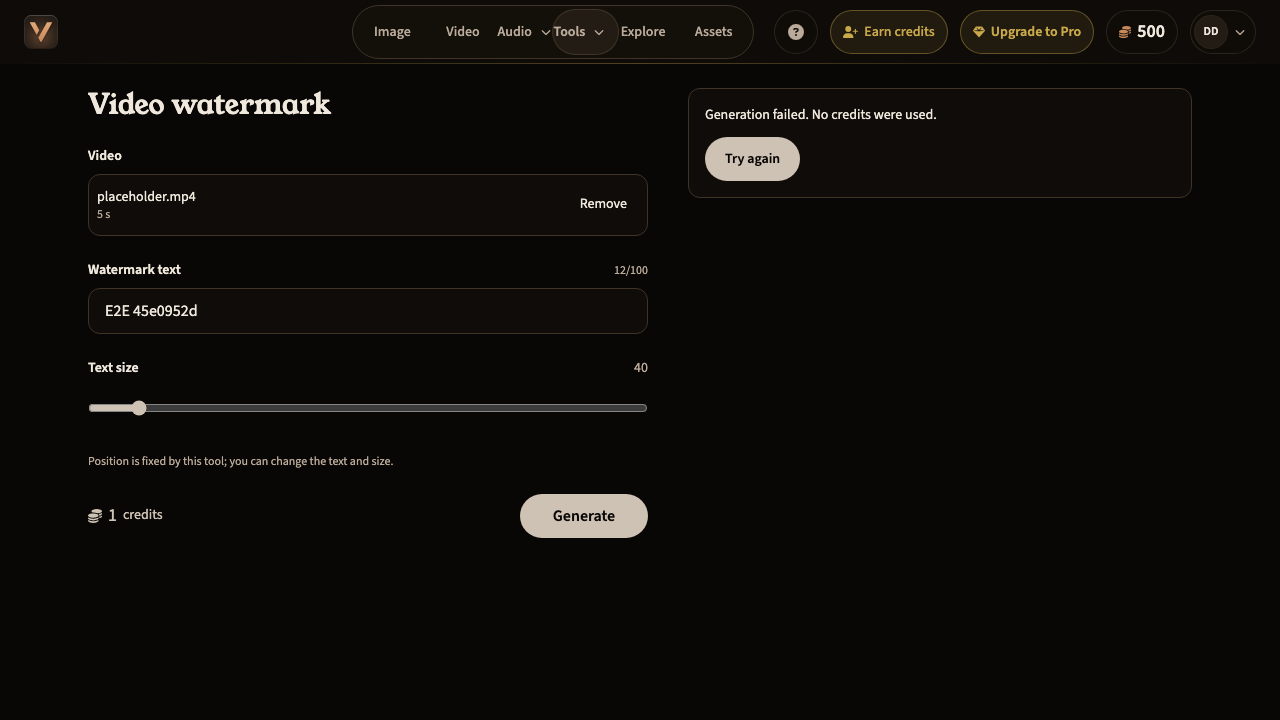 Image Video Audio Tools Explore Assets ? Earn credits Upgrade to Pro 500 DD
Video watermark
Video
placeholder.mp4
5 s
Remove
Watermark text 12/100
E2E 45e0952d
Text size 40
Position is fixed by this tool; you can change the text and size.
1 credits
Generate
Generation failed. No credits were used.
Try again